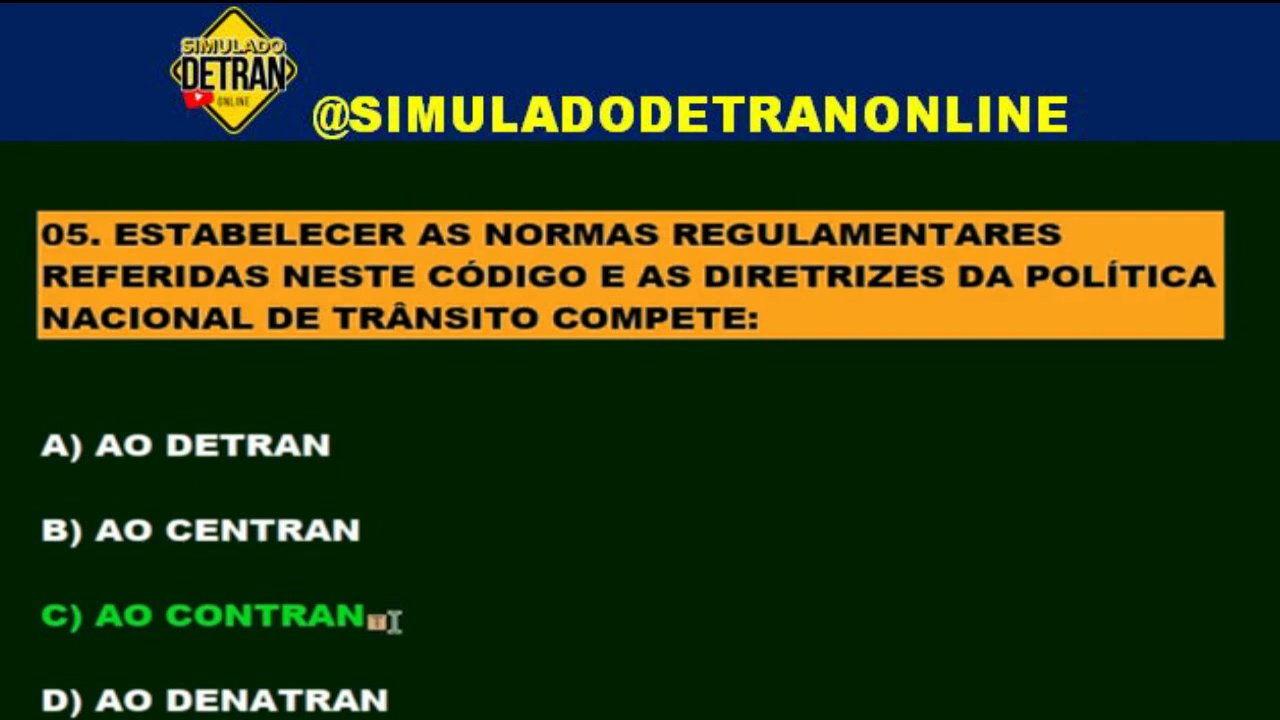 SIMULADO
DETRAN
ONLINE
@SIMULADODETRANONLINE
05. ESTABELECER AS NORMAS REGULAMENTARES
REFERIDAS NESTE CÓDIGO E AS DIRETRIZES DA POLÍTICA
NACIONAL DE TRÂNSITO COMPETE:
A) AO DETRAN
B) AO CENTRAN
C) AO CONTRAN
D) AO DENATRAN